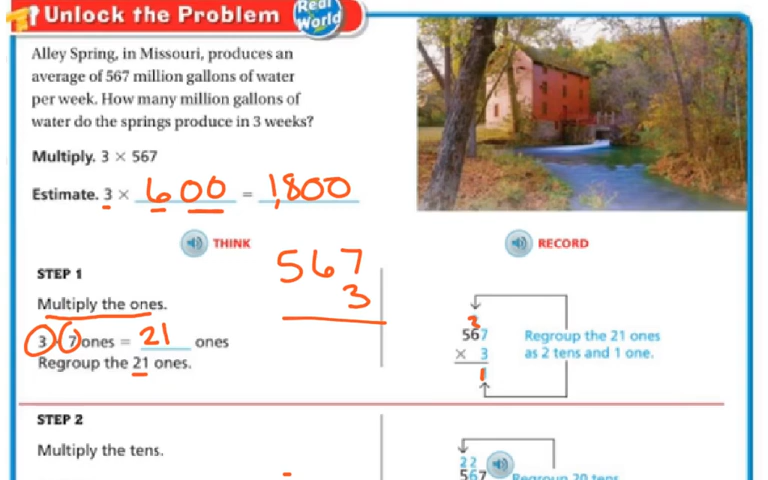 Unlock the Problem
Real World
Alley Spring, in Missouri, produces an
average of 567 million gallons of water
per week. How many million gallons of
water do the springs produce in 3 weeks?
Multiply. 3 × 567
Estimate. 3 × 600 = 1,800
THINK
RECORD
STEP 1
Multiply the ones.
3 7 ones = 21 ones
Regroup the 21 ones.
567
3
567
× 3
1
Regroup the 21 ones
as 2 tens and 1 one.
STEP 2
Multiply the tens.
22
567
Regroup 20 tens